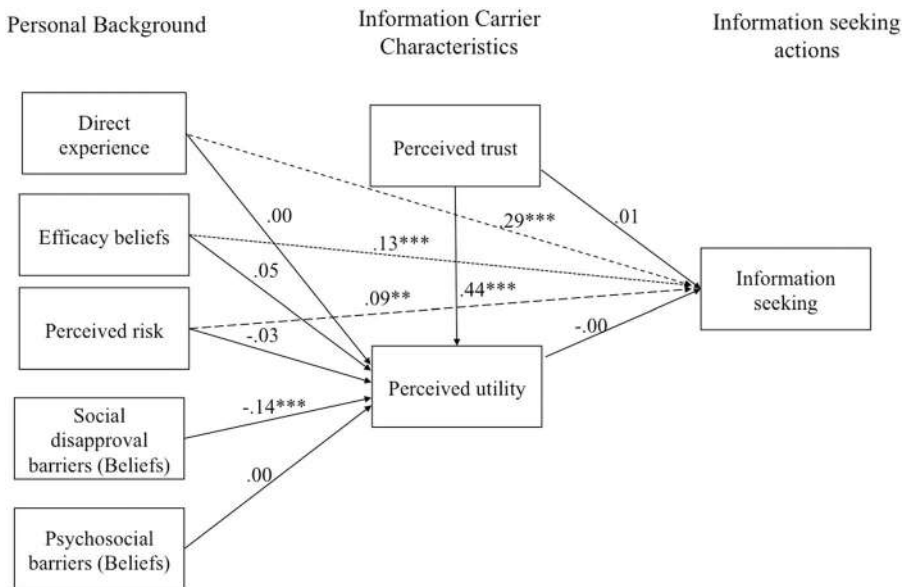 Personal Background
Information Carrier
Characteristics
Information seeking
actions
Direct
experience
Perceived trust
.00
.29***
.01
Efficacy beliefs
.13***
.05
Information
seeking
Perceived risk
.09**
.44***
-.03
-.00
Perceived utility
Social
disapproval
barriers (Beliefs)
-.14***
.00
Psychosocial
barriers (Beliefs)